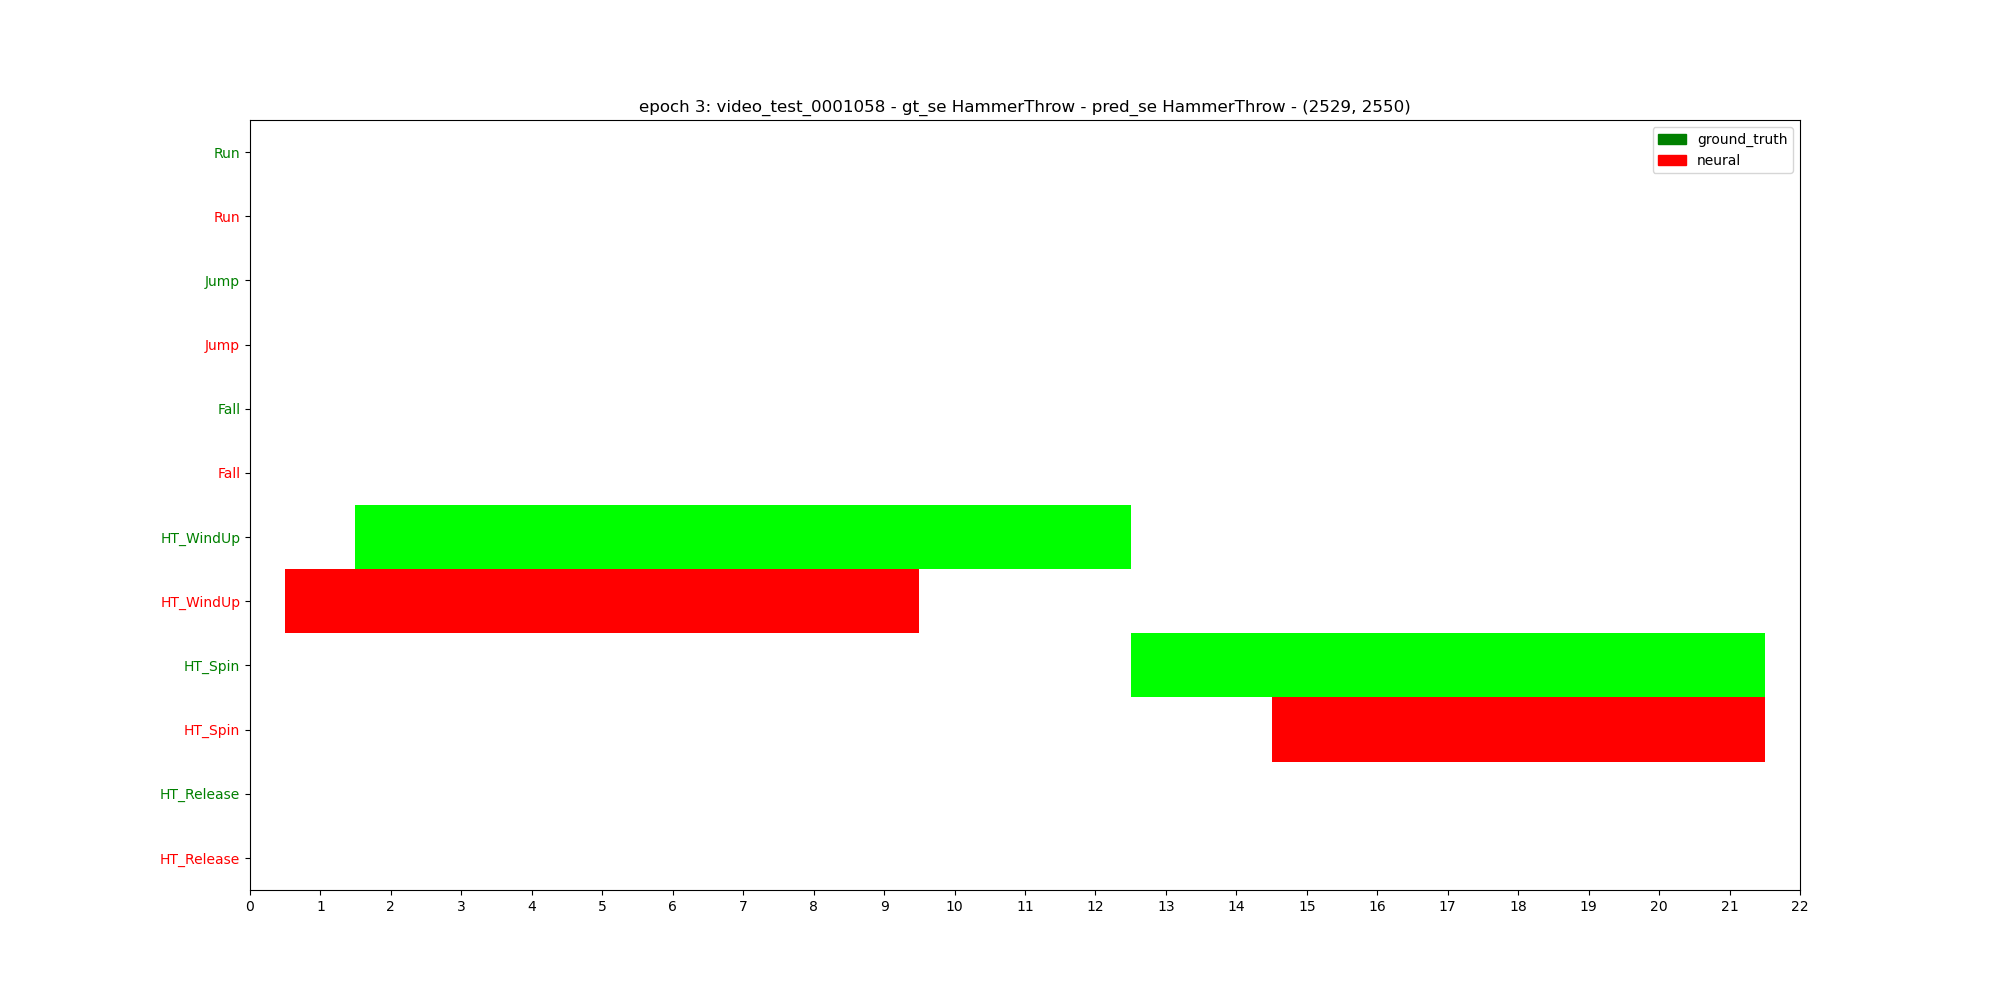 epoch 3: video_test_0001058 - gt_se HammerThrow - pred_se HammerThrow - (2529, 2550)
ground_truth
neural
Run
Run
Jump
Jump
Fall
Fall
HT_WindUp
HT_WindUp
HT_Spin
HT_Spin
HT_Release
HT_Release
0 1 2 3 4 5 6 7 8 9 10 11 12 13 14 15 16 17 18 19 20 21 22